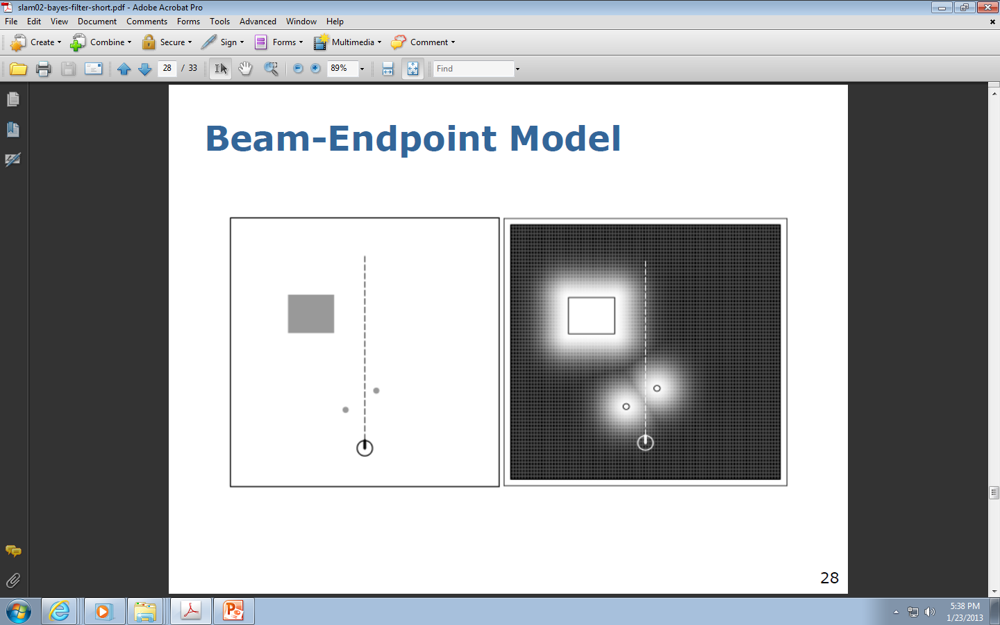 slam02-bayes-filter-short.pdf - Adobe Acrobat Pro
File Edit View Document Comments Forms Tools Advanced Window Help
Create Combine Secure Sign Forms Multimedia Comment
28 / 33 89% Find
Beam-Endpoint Model
28
5:38 PM
1/23/2013